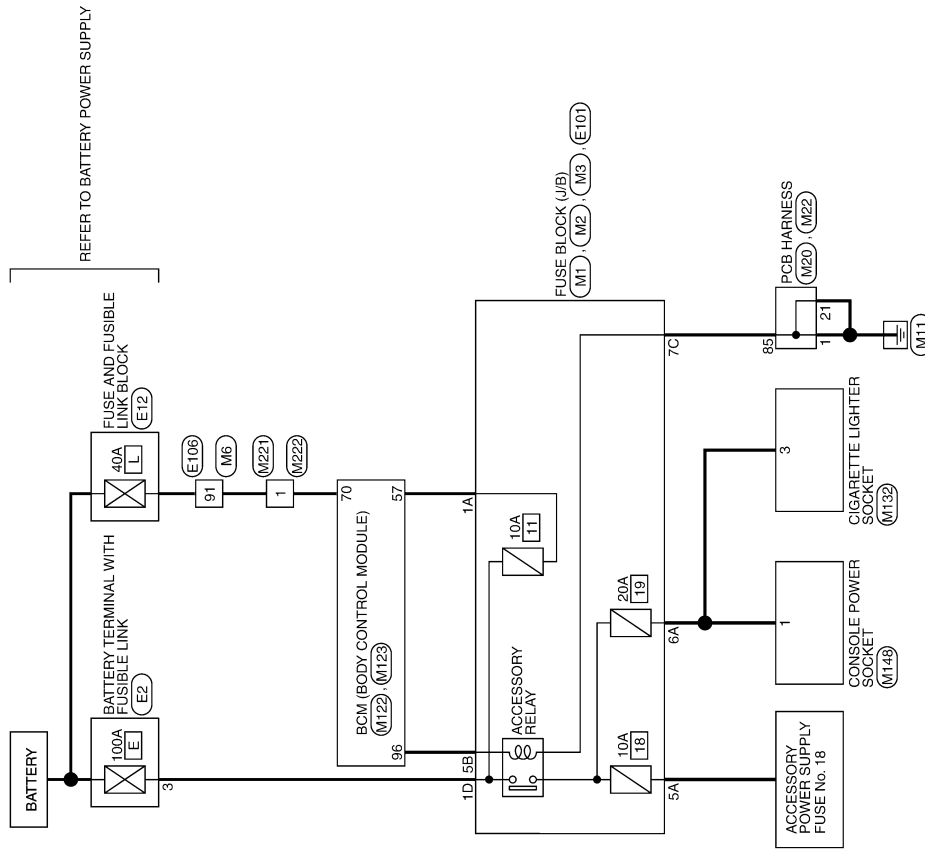 REFER TO BATTERY POWER SUPPLY
BATTERY
BATTERY TERMINAL WITH
FUSIBLE LINK
E2
100A
E
3
FUSE AND FUSIBLE
LINK BLOCK
E12
40A
L
91
E106
M6
1
M221
M222
BCM (BODY CONTROL MODULE)
M122 , M123
96
70
57
1D
5B
1A
FUSE BLOCK (J/B)
M1 , M2 , M3 , E101
ACCESSORY
RELAY
10A
11
10A
18
20A
19
5A
6A
7C
ACCESSORY
POWER SUPPLY
FUSE No. 18
1
CONSOLE POWER
SOCKET
M148
3
CIGARETTE LIGHTER
SOCKET
M132
85
PCB HARNESS
M20 , M22
1
21
M11